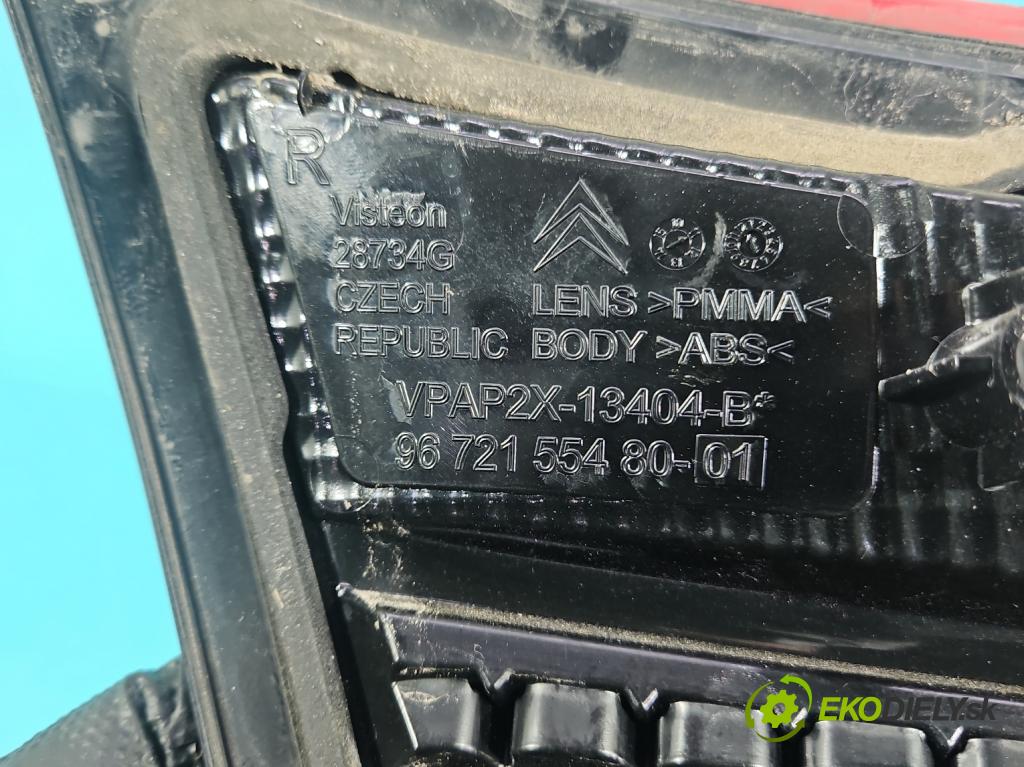 R
Visteon
28734G
CZECH
REPUBLIC
LENS >PMMA<
BODY >ABS<
VPAP2X-13404-B*
96 721 554 80-01
EKODIELY.sk